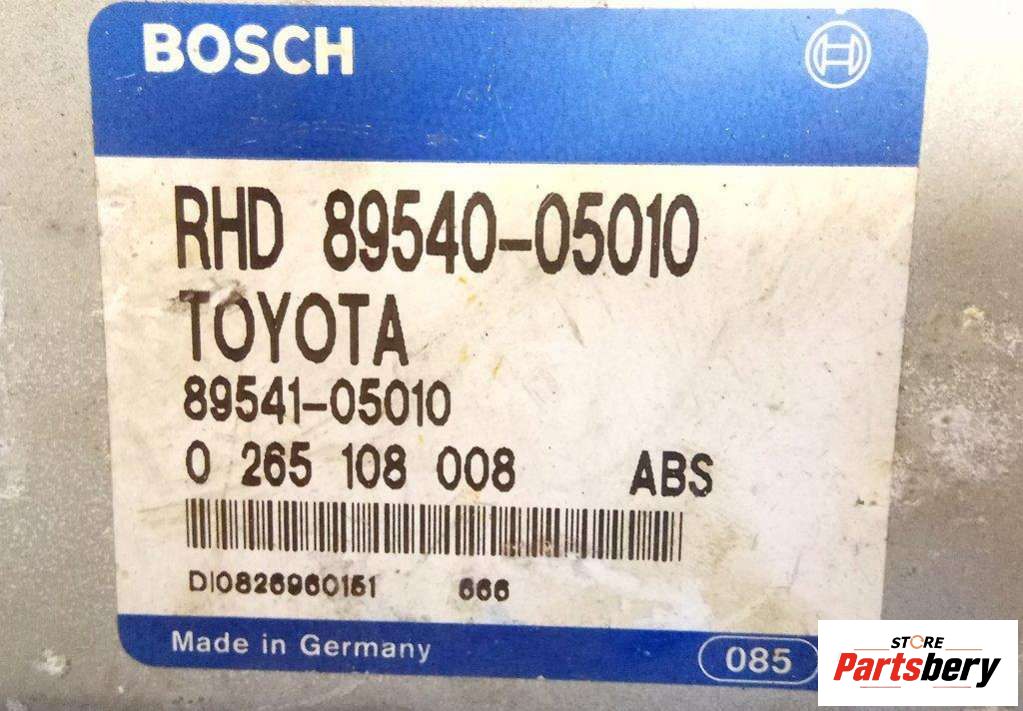 BOSCH
RHD 89540-05010
TOYOTA
89541-05010
0 265 108 008 ABS
DI0826960151 666
Made in Germany 085
STORE
Partsbery